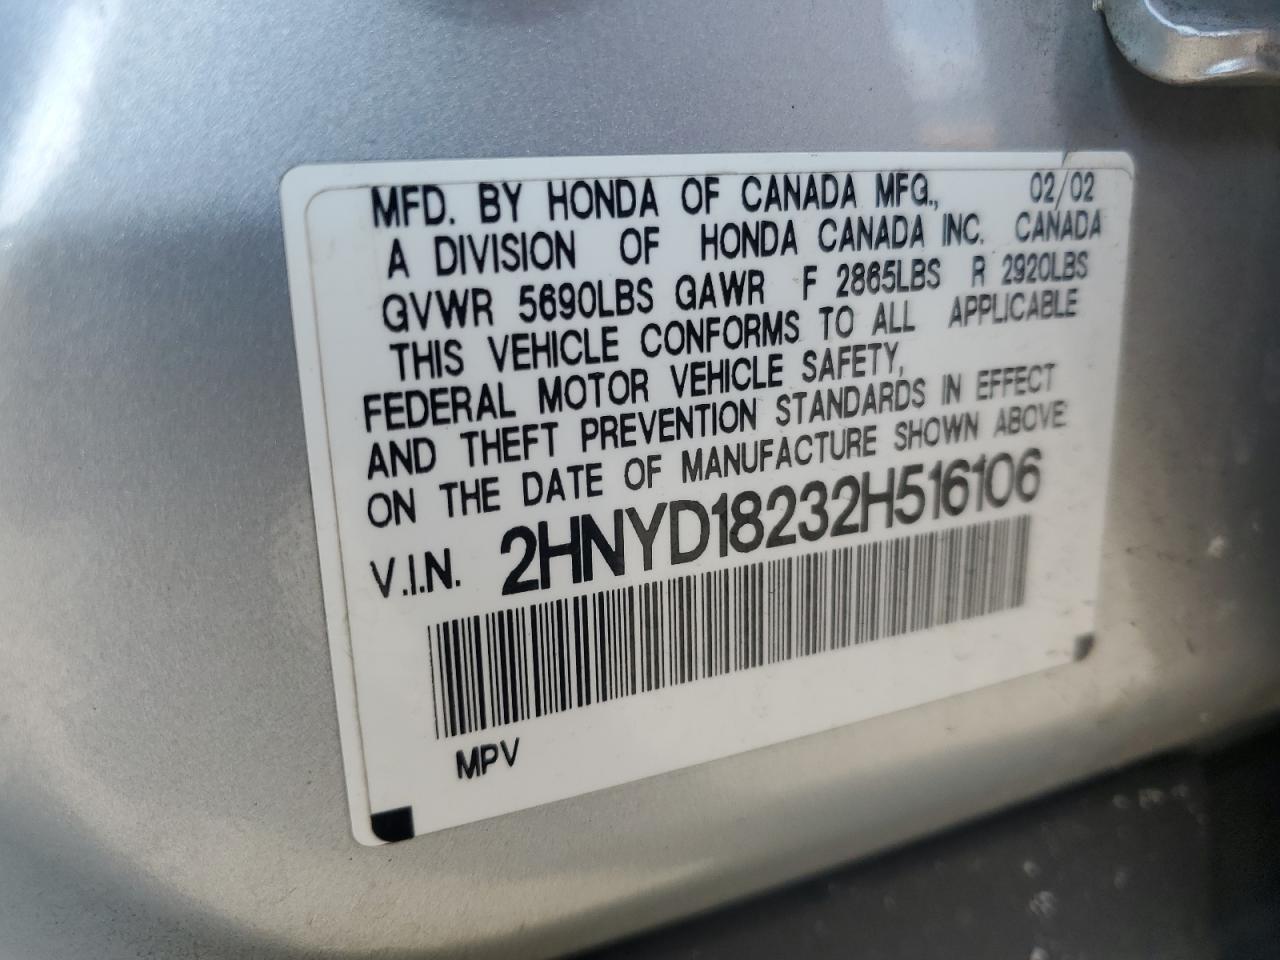 MFD. BY HONDA OF CANADA MFG., 02/02
A DIVISION OF HONDA CANADA INC. CANADA
GVWR 5690LBS GAWR F 2865LBS R 2920LBS
THIS VEHICLE CONFORMS TO ALL APPLICABLE
FEDERAL MOTOR VEHICLE SAFETY,
AND THEFT PREVENTION STANDARDS IN EFFECT
ON THE DATE OF MANUFACTURE SHOWN ABOVE
V.I.N. 2HNYD18232H516106
MPV